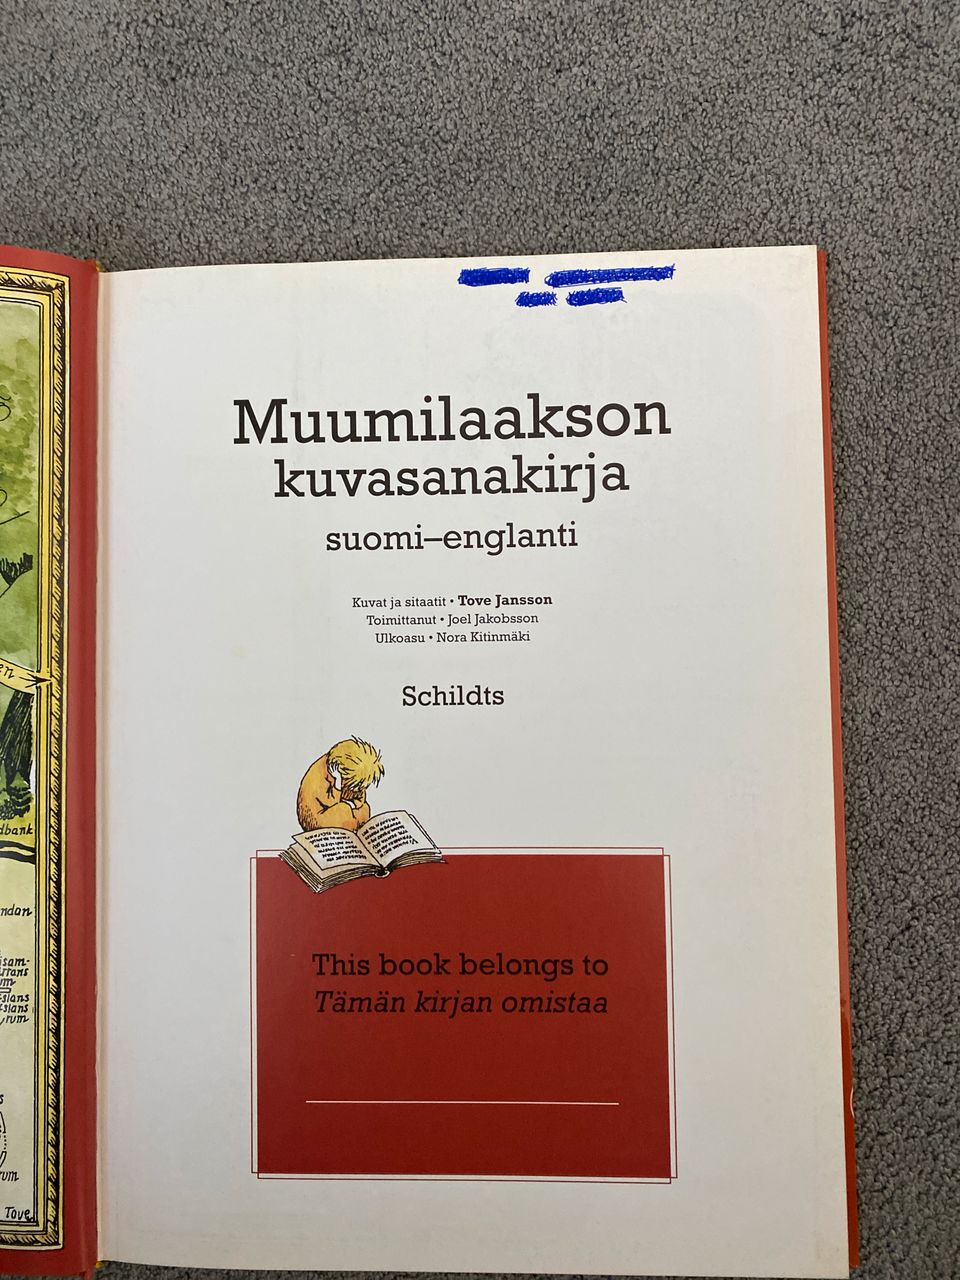 Muumilaakson
kuvasanakirja
suomi–englanti
Kuvat ja sitaatit • Tove Jansson
Toimittanut • Joel Jakobsson
Ulkoasu • Nora Kitinmäki
Schildts
This book belongs to
Tämän kirjan omistaa
Tove